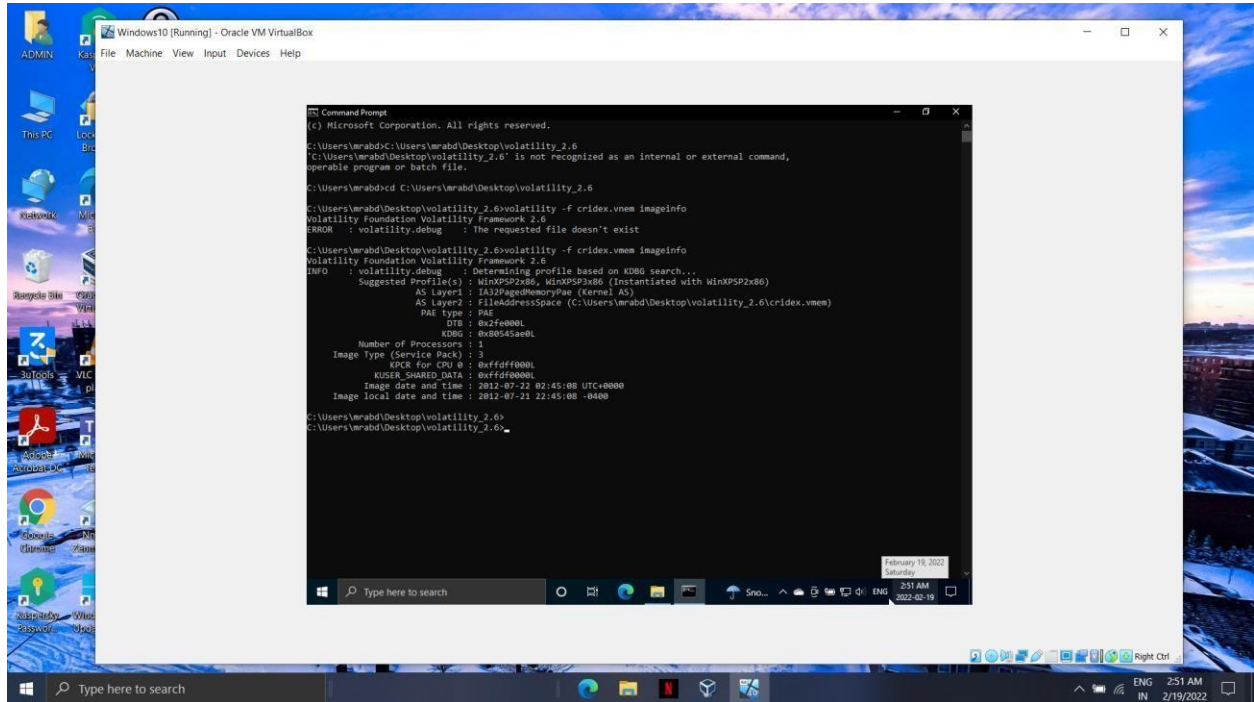 Windows10 [Running] - Oracle VM VirtualBox
File Machine View Input Devices Help
ADMIN
This PC
Network
Recycle Bin
3uTools
VLC
Adobe
Acrobat DC
Google
Chrome
Kaspersky
Command Prompt
(c) Microsoft Corporation. All rights reserved.
C:\Users\mrabd>C:\Users\mrabd\Desktop\volatility_2.6
'C:\Users\mrabd\Desktop\volatility_2.6' is not recognized as an internal or external command,
operable program or batch file.
C:\Users\mrabd>cd C:\Users\mrabd\Desktop\volatility_2.6
C:\Users\mrabd\Desktop\volatility_2.6>volatility -f cridex.vnem imageinfo
Volatility Foundation Volatility Framework 2.6
ERROR : volatility.debug : The requested file doesn't exist
C:\Users\mrabd\Desktop\volatility_2.6>volatility -f cridex.vmem imageinfo
Volatility Foundation Volatility Framework 2.6
INFO : volatility.debug : Determining profile based on KDBG search...
Suggested Profile(s) : WinXPSP2x86, WinXPSP3x86 (Instantiated with WinXPSP2x86)
AS Layer1 : IA32PagedMemoryPae (Kernel AS)
AS Layer2 : FileAddressSpace (C:\Users\mrabd\Desktop\volatility_2.6\cridex.vmem)
PAE type : PAE
DTB : 0x2fe000L
KDBG : 0x80545ae0L
Number of Processors : 1
Image Type (Service Pack) : 3
KPCR for CPU 0 : 0xffdff000L
KUSER_SHARED_DATA : 0xffdf0000L
Image date and time : 2012-07-22 02:45:08 UTC+0000
Image local date and time : 2012-07-21 22:45:08 -0400
C:\Users\mrabd\Desktop\volatility_2.6>
C:\Users\mrabd\Desktop\volatility_2.6>
February 19, 2022
Saturday
Type here to search
Sno...
ENG
2:51 AM
2022-02-19
Right Ctrl
Type here to search
ENG
IN
2:51 AM
2/19/2022